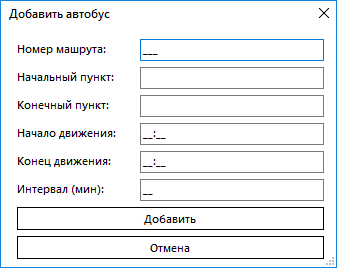 Добавить автобус
Номер машрута: ___
Начальный пункт:
Конечный пункт:
Начало движения: __:__
Конец движения: __:__
Интервал (мин): __
Добавить
Отмена